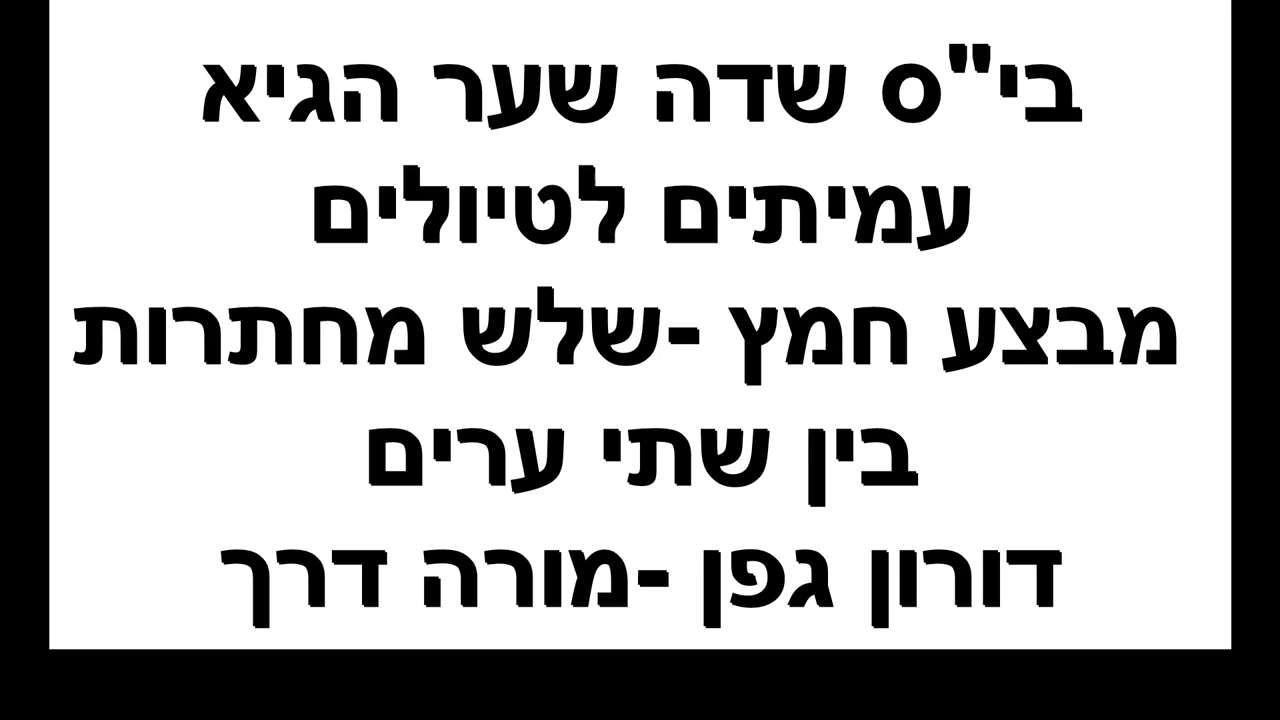 בי"ס שדה שער הגיא
עמיתים לטיולים
מבצע חמץ -שלש מחתרות
בין שתי ערים
דורון גפן -מורה דרך